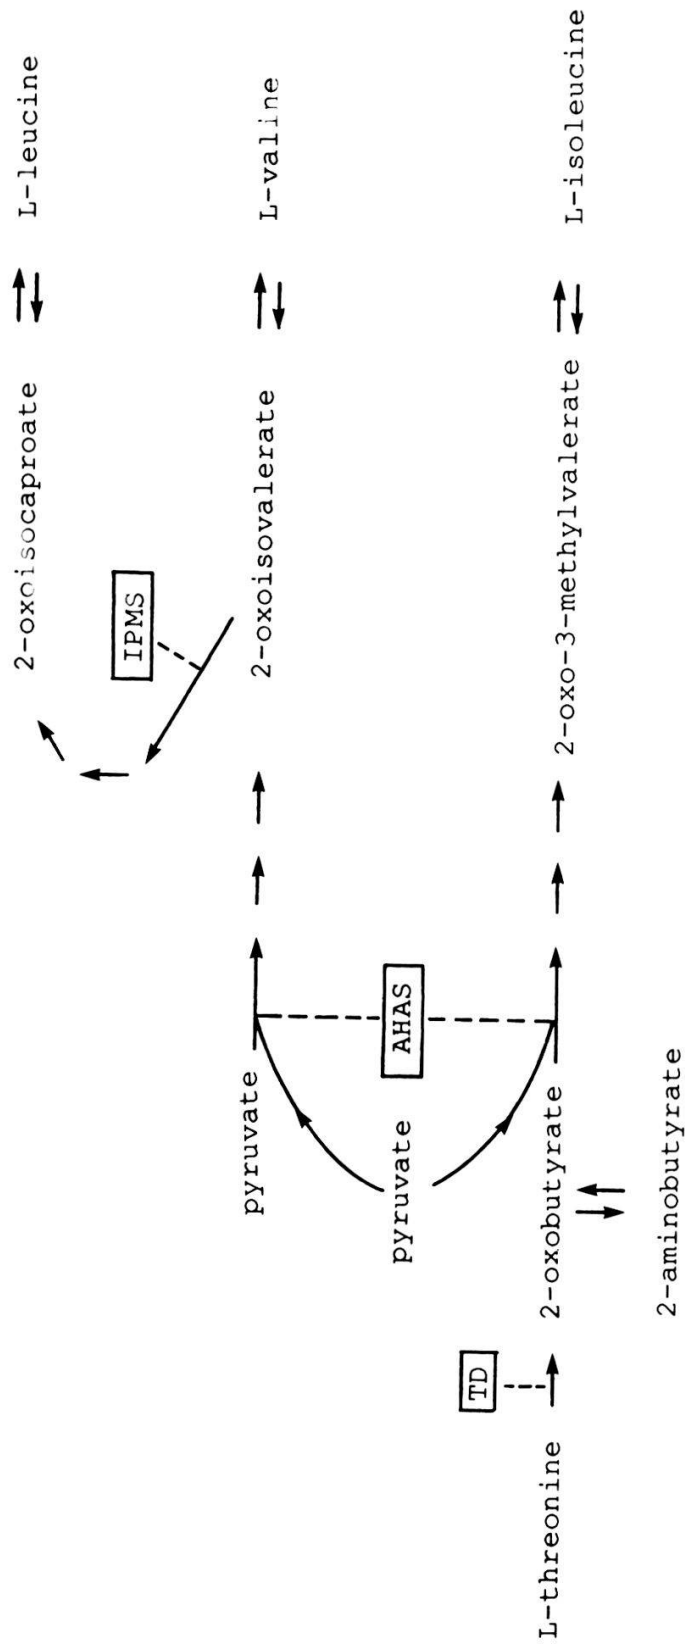 2-oxoisocaproate
L-leucine
IPMS
pyruvate
2-oxoisovalerate
L-valine
pyruvate
AHAS
TD
L-threonine
2-oxobutyrate
2-oxo-3-methylvalerate
L-isoleucine
2-aminobutyrate